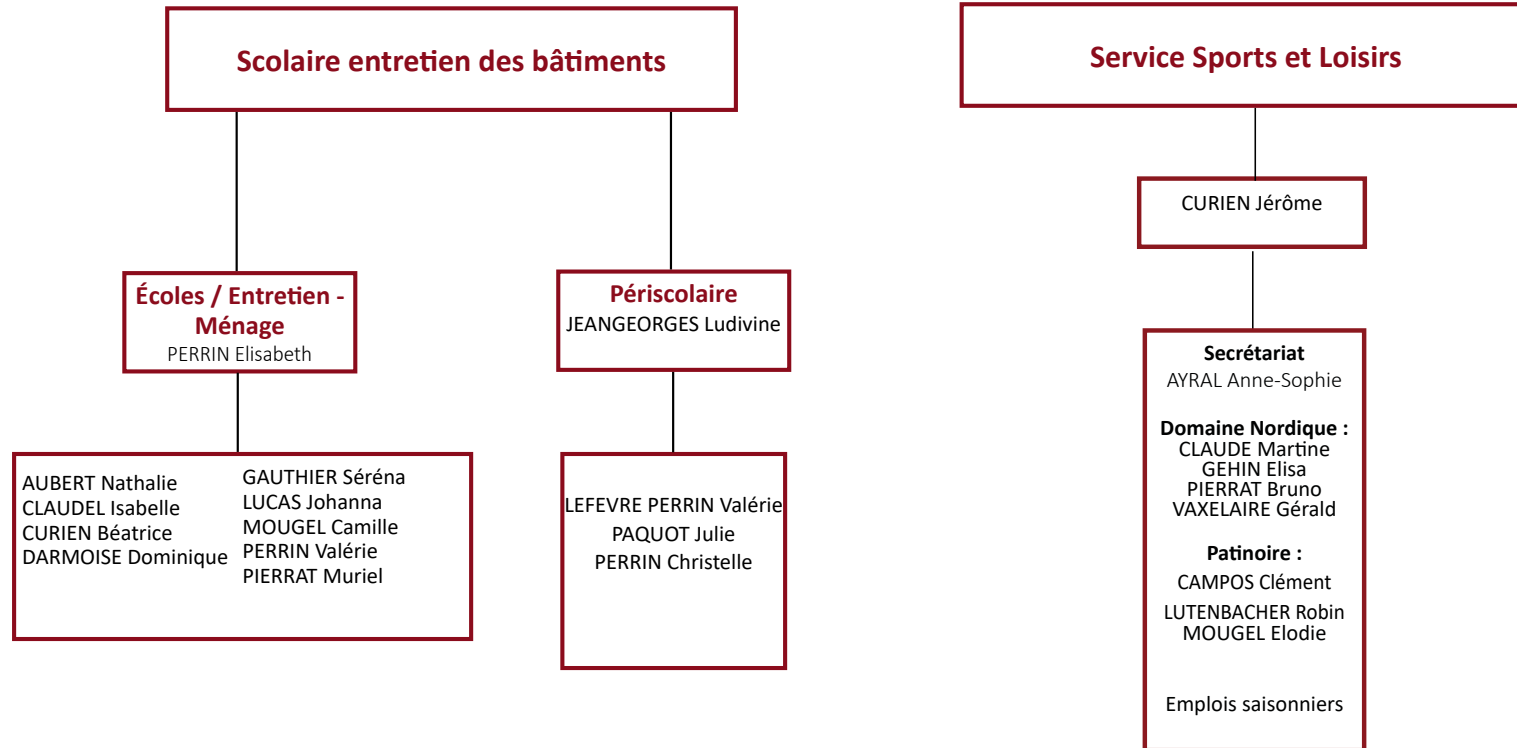 Scolaire entretien des bâtiments
Écoles / Entretien -
Ménage
PERRIN Elisabeth
AUBERT Nathalie
CLAUDEL Isabelle
CURIEN Béatrice
DARMOISE Dominique
GAUTHIER Séréna
LUCAS Johanna
MOUGEL Camille
PERRIN Valérie
PIERRAT Muriel
Périscolaire
JEANGEORGES Ludivine
LEFEVRE PERRIN Valérie
PAQUOT Julie
PERRIN Christelle
Service Sports et Loisirs
CURIEN Jérôme
Secrétariat
AYRAL Anne-Sophie
Domaine Nordique :
CLAUDE Martine
GEHIN Elisa
PIERRAT Bruno
VAXELAIRE Gérald
Patinoire :
CAMPOS Clément
LUTENBACHER Robin
MOUGEL Elodie
Emplois saisonniers